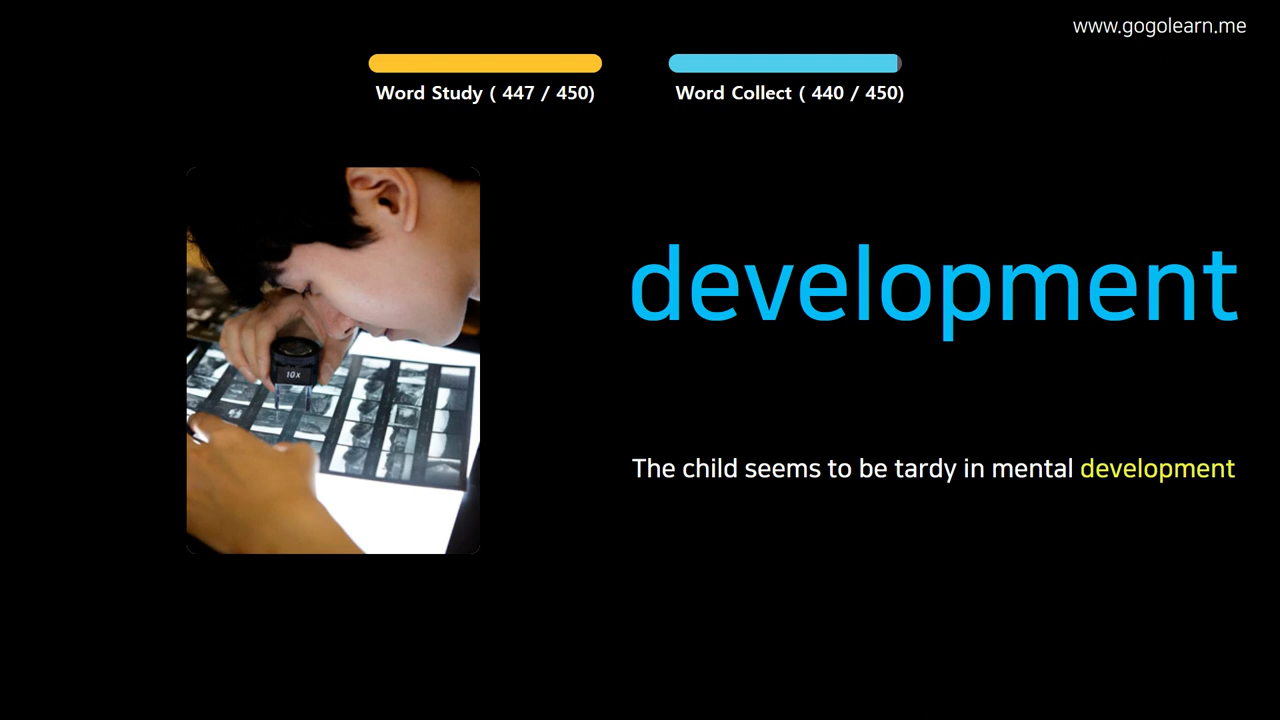 www.gogolearn.me
Word Study ( 447 / 450)
Word Collect ( 440 / 450)
10x
development
The child seems to be tardy in mental development